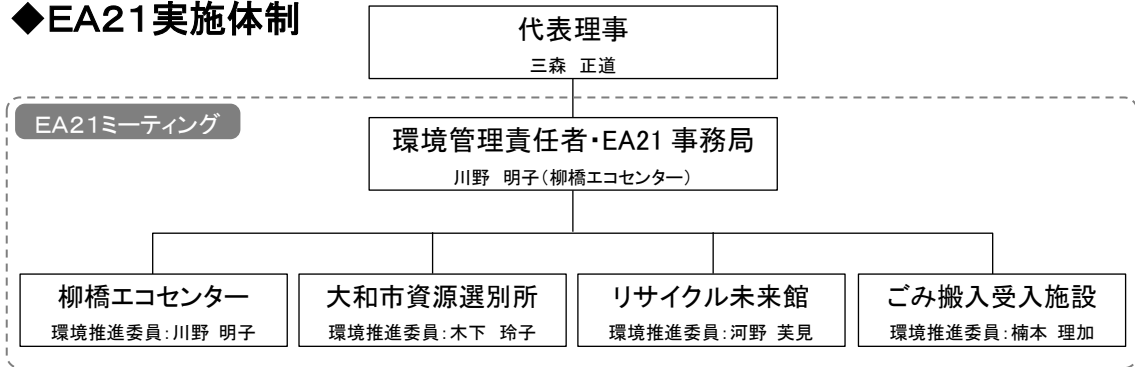 ◆EA21実施体制
代表理事
三森 正道
EA21ミーティング
環境管理責任者・EA21 事務局
川野 明子(柳橋エコセンター)
柳橋エコセンター
環境推進委員:川野 明子
大和市資源選別所
環境推進委員:木下 玲子
リサイクル未来館
環境推進委員:河野 芙見
ごみ搬入受入施設
環境推進委員:楠本 理加